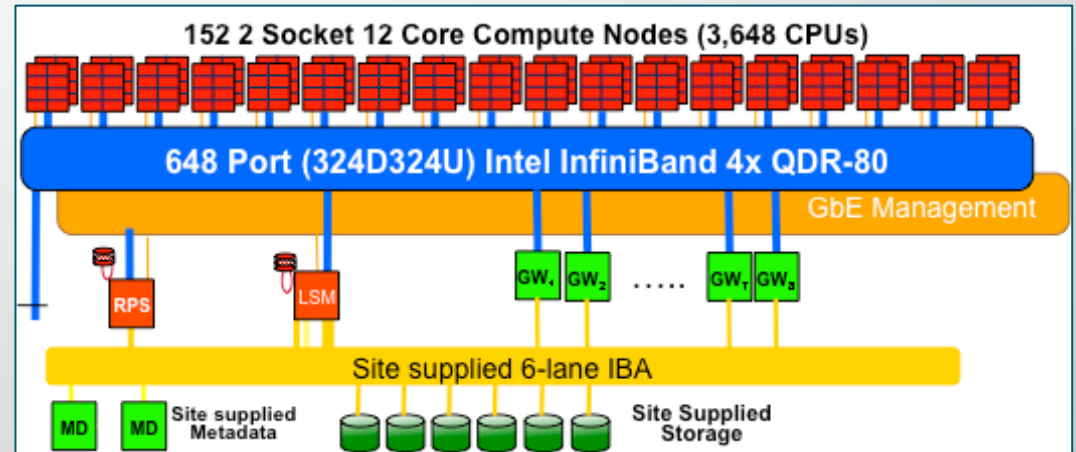 152 2 Socket 12 Core Compute Nodes (3,648 CPUs)
648 Port (324D324U) Intel InfiniBand 4x QDR-80
GbE Management
RPS
LSM
GW₁
GW₂
.....
GW₇
GW₈
Site supplied 6-lane IBA
MD
MD
Site supplied
Metadata
Site Supplied
Storage